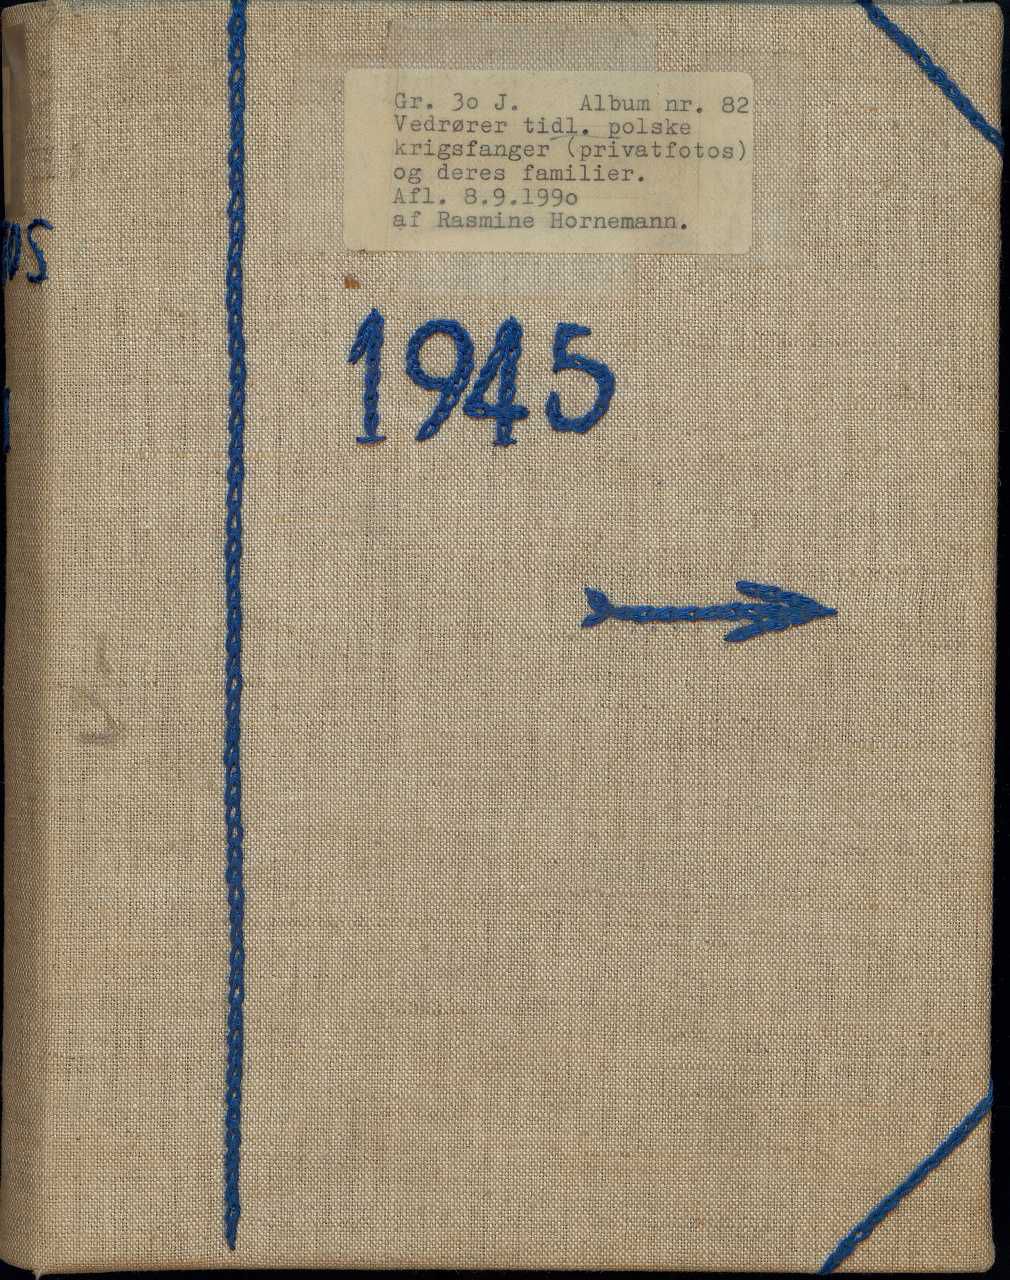 Gr. 3o J. Album nr. 82
Vedrører tidl. polske
krigsfanger (privatfotos)
og deres familier.
Afl. 8.9.199o
af Rasmine Hornemann.
1945